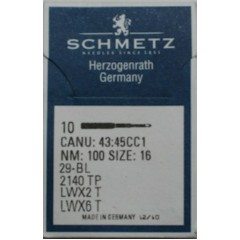 SCHMETZ
NEEDLES SINCE 1851
Herzogenrath
Germany
10
CANU: 43:45CC1
NM: 100 SIZE: 16
29-BL
2140 TP
LWX2 T
LWX6 T
MADE IN GERMANY 12/10